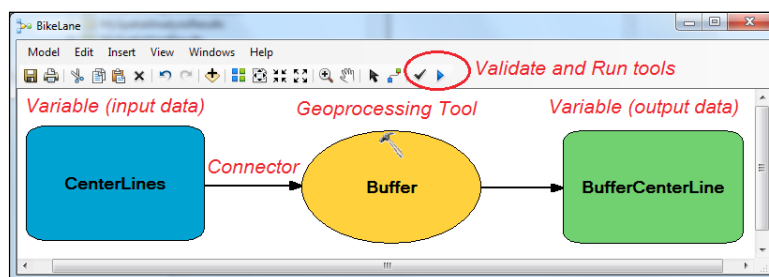 BikeLane
Model Edit Insert View Windows Help
Validate and Run tools
Variable (input data) Geoprocessing Tool Variable (output data)
CenterLines Connector Buffer BufferCenterLine